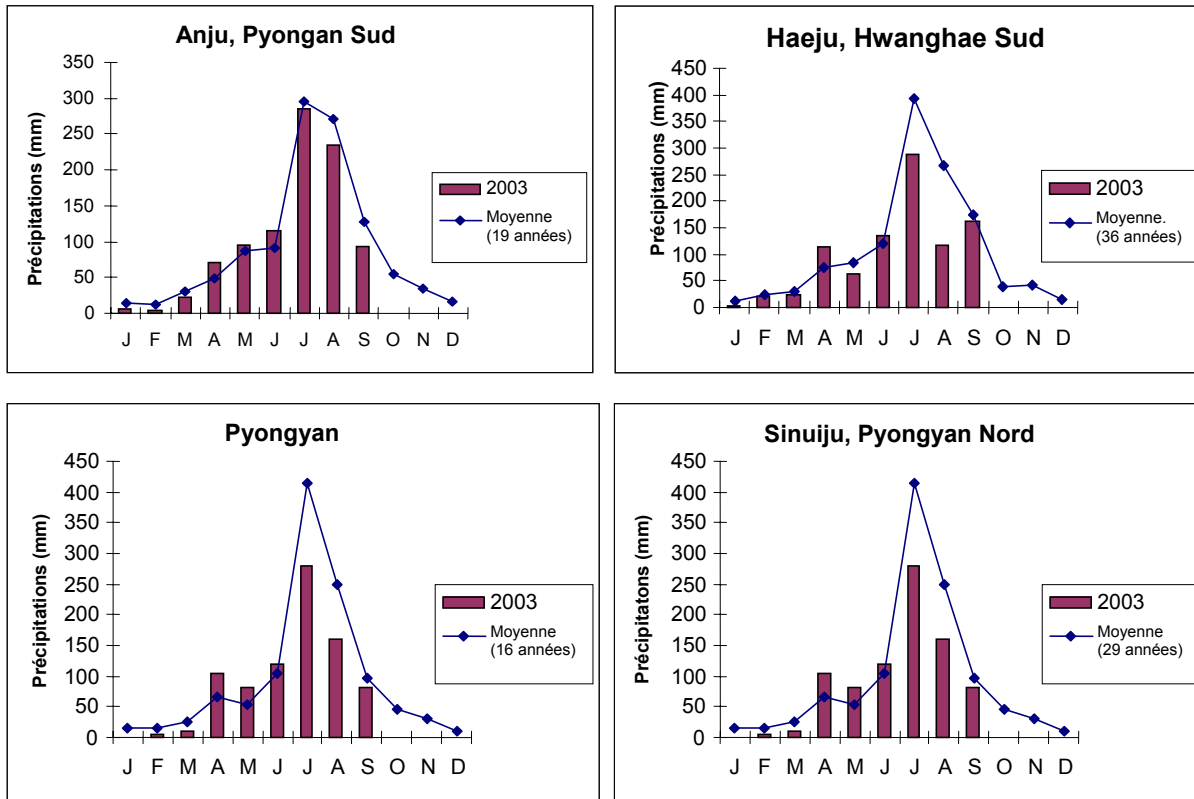 Anju, Pyongan Sud
Précipitations (mm)
350
300
250
200
150
100
50
0
J F M A M J J A S O N D
2003
Moyenne
(19 années)
Haeju, Hwanghae Sud
Précipitations (mm)
450
400
350
300
250
200
150
100
50
0
J F M A M J J A S O N D
2003
Moyenne.
(36 années)
Pyongyan
Précipitations (mm)
450
400
350
300
250
200
150
100
50
0
J F M A M J J A S O N D
2003
Moyenne
(16 années)
Sinuiju, Pyongyan Nord
Précipitatons (mm)
450
400
350
300
250
200
150
100
50
0
J F M A M J J A S O N D
2003
Moyenne
(29 années)